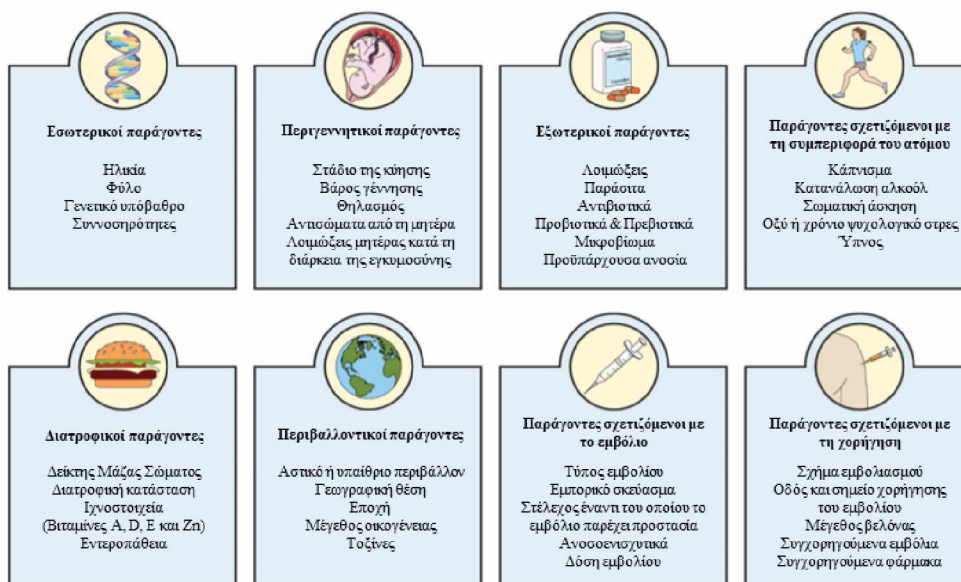 Εσωτερικοί παράγοντες
Ηλικία
Φύλο
Γενετικό υπόβαθρο
Συννοσηρότητες
Περιγεννητικοί παράγοντες
Στάδιο της κύησης
Βάρος γέννησης
Θηλασμός
Αντισώματα από τη μητέρα
Λοιμώξεις μητέρας κατά τη
διάρκεια της εγκυμοσύνης
Εξωτερικοί παράγοντες
Λοιμώξεις
Παράσιτα
Αντιβιοτικά
Προβιοτικά & Πρεβιοτικά
Μικροβίωμα
Προϋπάρχουσα ανοσία
Παράγοντες σχετιζόμενοι με
τη συμπεριφορά του ατόμου
Κάπνισμα
Κατανάλωση αλκοόλ
Σωματική άσκηση
Οξύ ή χρόνιο ψυχολογικό στρες
Ύπνος
Διατροφικοί παράγοντες
Δείκτης Μάζας Σώματος
Διατροφική κατάσταση
Ιχνοστοιχεία
(Βιταμίνες A, D, E και Zn)
Εντεροπάθεια
Περιβαλλοντικοί παράγοντες
Αστικό ή υπαίθριο περιβάλλον
Γεωγραφική θέση
Εποχή
Μέγεθος οικογένειας
Τοξίνες
Παράγοντες σχετιζόμενοι με
το εμβόλιο
Τύπος εμβολίου
Εμπορικό σκεύασμα
Στέλεχος έναντι του οποίου το
εμβόλιο παρέχει προστασία
Ανοσοενισχυτικά
Δόση εμβολίου
Παράγοντες σχετιζόμενοι με
τη χορήγηση
Σχήμα εμβολιασμού
Οδός και σημείο χορήγησης
του εμβολίου
Μέγεθος βελόνας
Συγχορηγούμενα εμβόλια
Συγχορηγούμενα φάρμακα